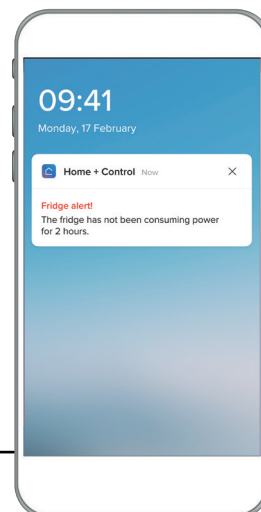 09:41
Monday, 17 February
Home + Control Now
Fridge alert!
The fridge has not been consuming power
for 2 hours.